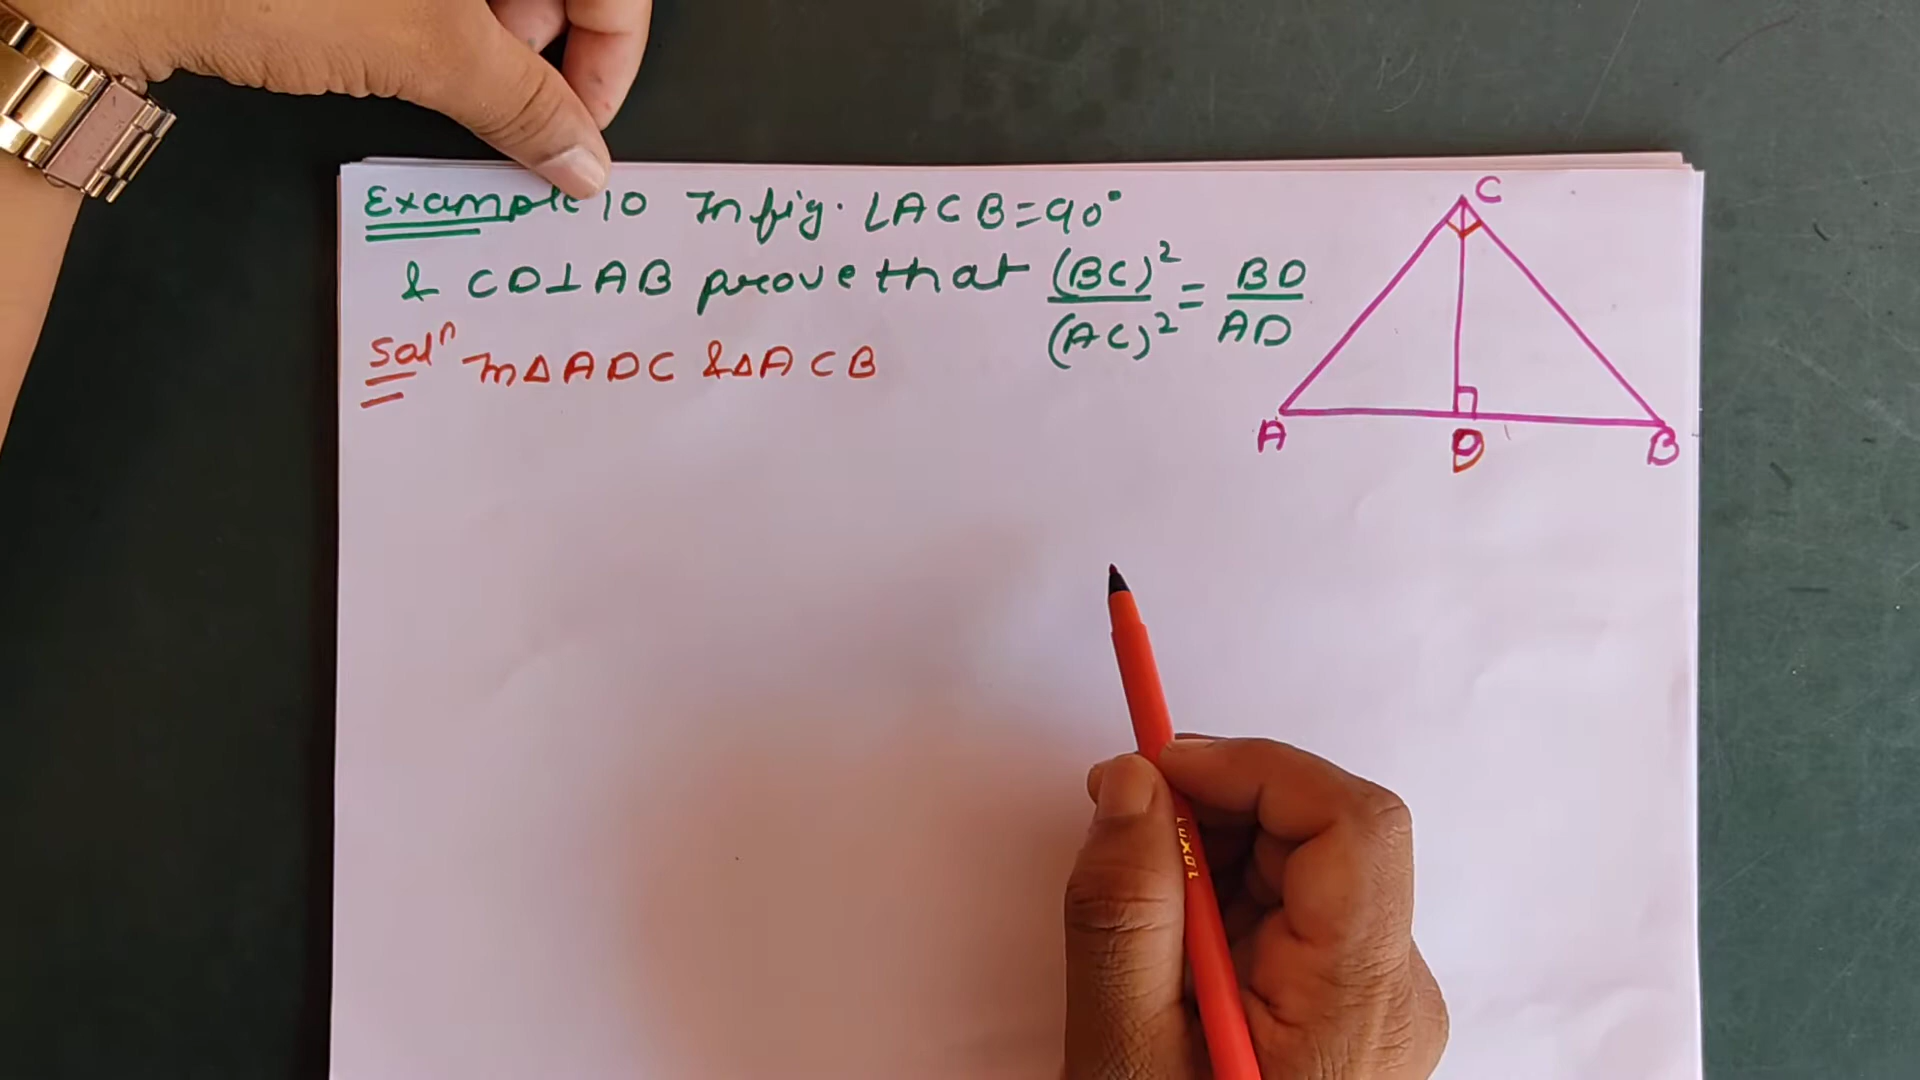 Example 10 In fig. ∠ACB=90°
& CD⊥AB prove that (BC)²/(AC)² = BD/AD
Solⁿ In △ADC & △ACB
C
A D B
LUXOR